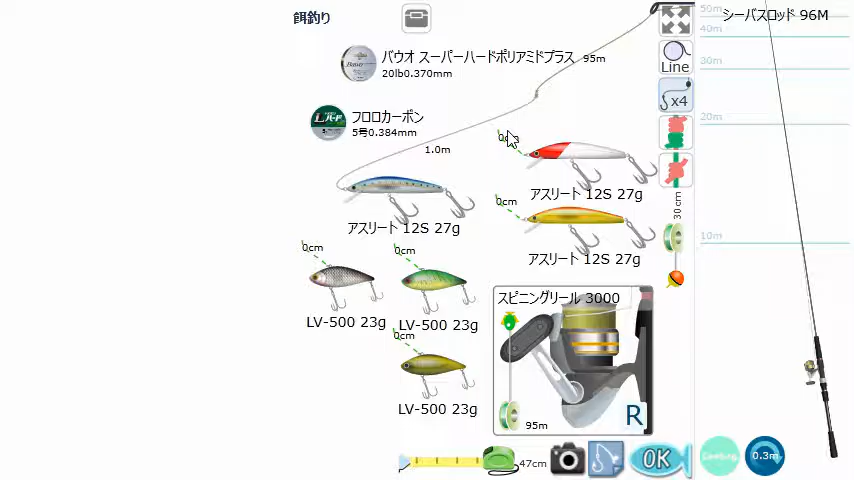 餌釣り
シーバスロッド 96M
50m
40m
30m
20m
10m
バウオ スーパーハードポリアミドプラス 95m
20lb0.370mm
Line
x4
フロロカーボン
5号0.384mm
1.0m
0cm
アスリート 12S 27g
0cm
アスリート 12S 27g
アスリート 12S 27g
30 cm
0cm
0cm
LV-500 23g
LV-500 23g
0cm
LV-500 23g
スピニングリール 3000
R
95m
47cm
OK
0.3m